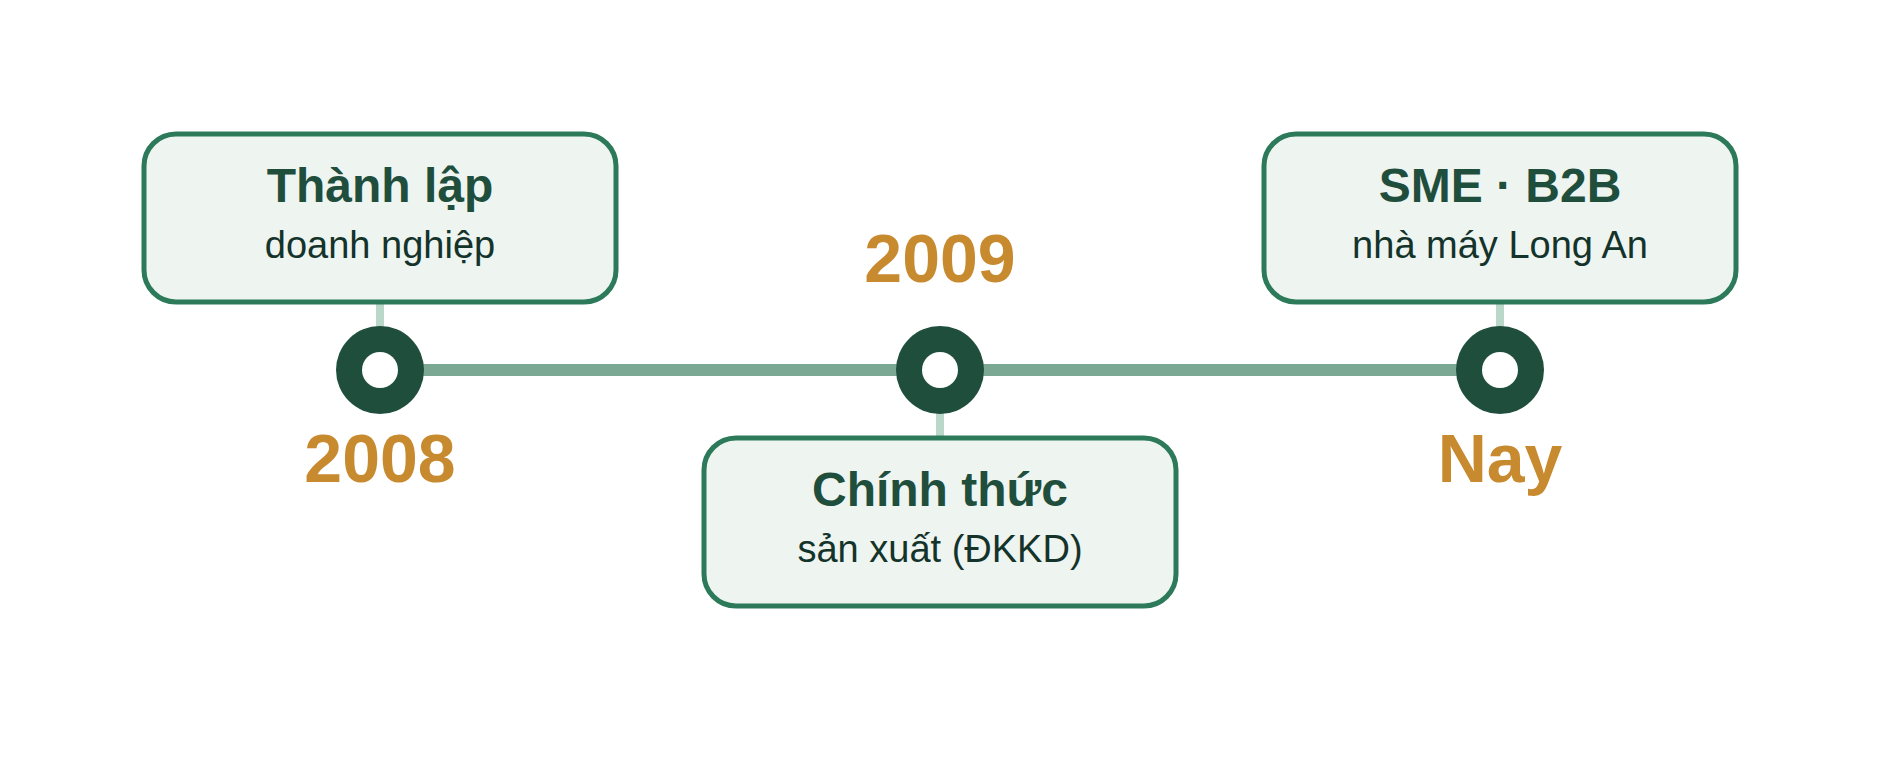 Thành lập
doanh nghiệp
2008
2009
Chính thức
sản xuất (ĐKKD)
SME · B2B
nhà máy Long An
Nay